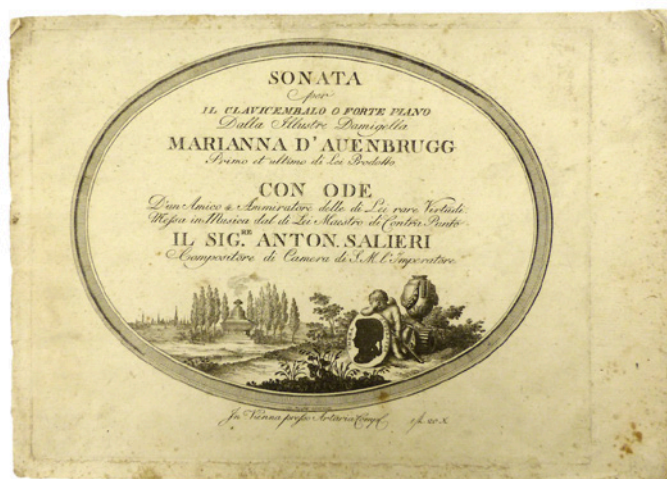 SONATA
per
IL CLAVICEMBALO O FORTE PIANO
Dalla Illustre Damigella
MARIANNA D'AUENBRUGG
Primo et ultimo di Lei Prodotto
CON ODE
D'un Amico & Ammiratore delle di Lei rare Virtudi.
Messa in Musica dal di Lei Maestro di Contra Punto
IL SIG.RE ANTON. SALIERI
Compositore di Camera di S. M. l'Imperatore.
In Vienna presso Artaria Comp.